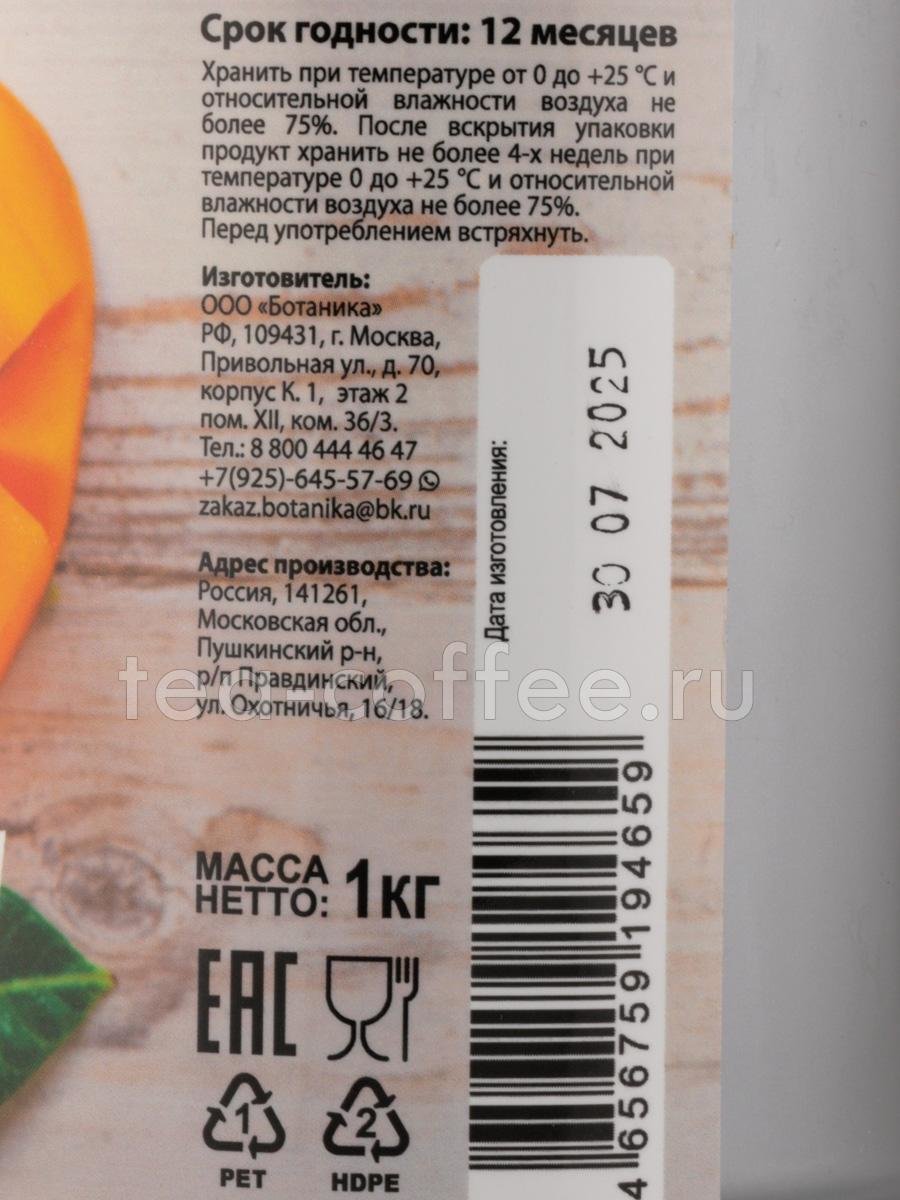 Срок годности: 12 месяцев
Хранить при температуре от 0 до +25 °С и
относительной влажности воздуха не
более 75%. После вскрытия упаковки
продукт хранить не более 4-х недель при
температуре 0 до +25 °С и относительной
влажности воздуха не более 75%.
Перед употреблением встряхнуть.
Изготовитель:
ООО «Ботаника»
РФ, 109431, г. Москва,
Привольная ул., д. 70,
корпус К. 1, этаж 2
пом. XII, ком. 36/3.
Тел.: 8 800 444 46 47
+7(925)-645-57-69
zakaz.botanika@bk.ru
Дата изготовления:
30 07 2025
Адрес производства:
Россия, 141261,
Московская обл.,
Пушкинский р-н,
р/п Правдинский,
ул. Охотничья, 16/18.
tea-coffee.ru
МАССА
НЕТТО: 1кг
EAC
1
PET
2
HDPE
4 656759 194659